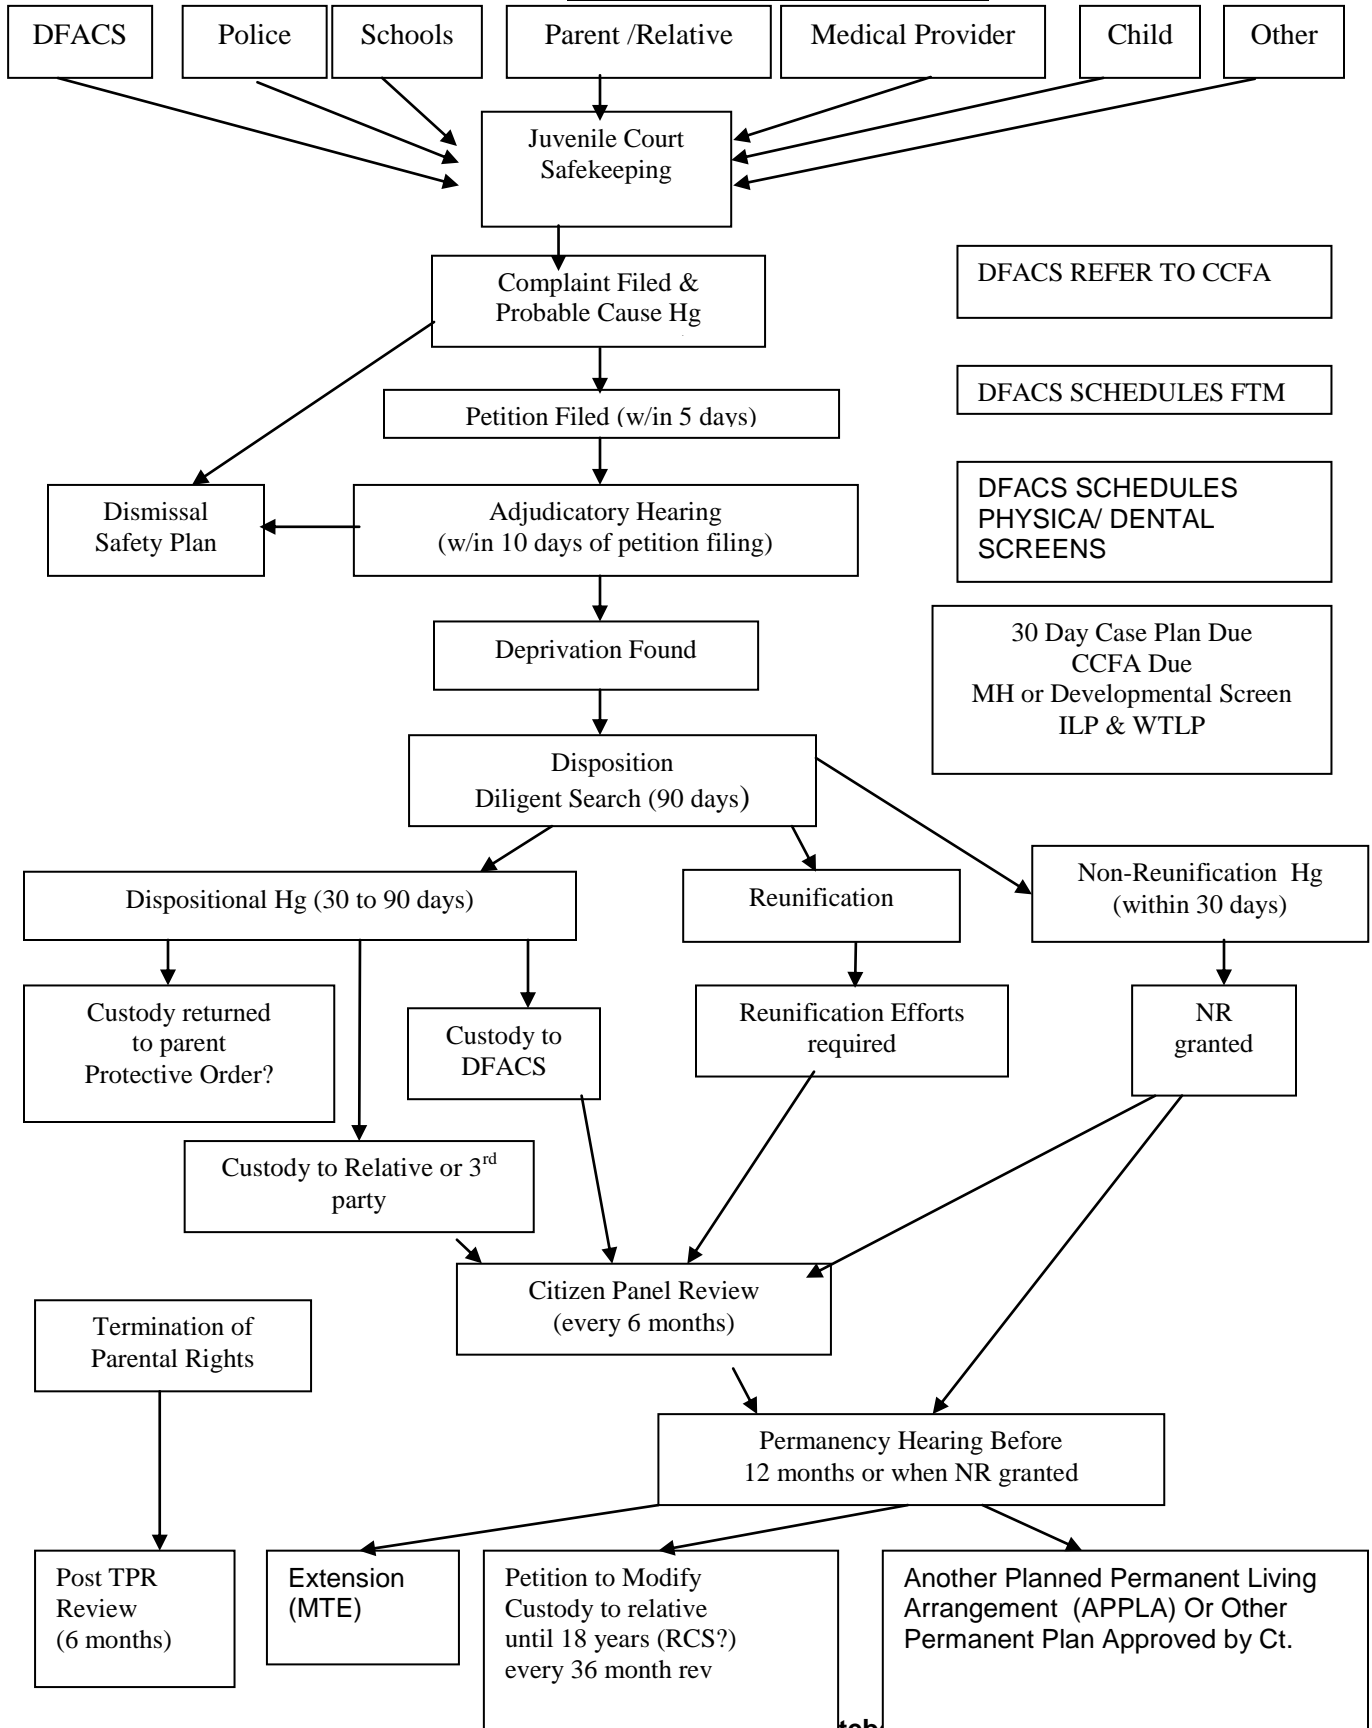 DFACS
Police
Schools
Parent /Relative
Medical Provider
Child
Other
Juvenile Court
Safekeeping
Complaint Filed &
Probable Cause Hg
DFACS REFER TO CCFA
Petition Filed (w/in 5 days)
DFACS SCHEDULES FTM
Dismissal
Safety Plan
Adjudicatory Hearing
(w/in 10 days of petition filing)
DFACS SCHEDULES
PHYSICA/ DENTAL
SCREENS
Deprivation Found
30 Day Case Plan Due
CCFA Due
MH or Developmental Screen
ILP & WTLP
Disposition
Diligent Search (90 days)
Dispositional Hg (30 to 90 days)
Reunification
Non-Reunification Hg
(within 30 days)
Custody returned
to parent
Protective Order?
Custody to
DFACS
Reunification Efforts
required
NR
granted
Custody to Relative or 3rd
party
Citizen Panel Review
(every 6 months)
Termination of
Parental Rights
Permanency Hearing Before
12 months or when NR granted
Post TPR
Review
(6 months)
Extension
(MTE)
Petition to Modify
Custody to relative
until 18 years (RCS?)
every 36 month rev
Another Planned Permanent Living
Arrangement (APPLA) Or Other
Permanent Plan Approved by Ct.